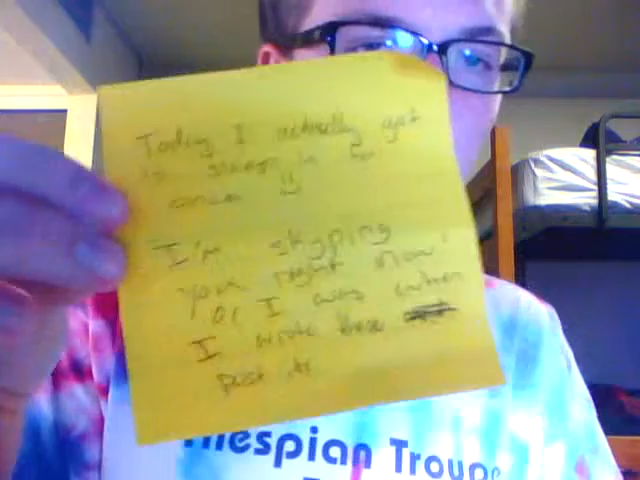 Today I actually get
to sleep in for
once
I'm skyping
you right now!
Or I was when
I wrote these
post its
Thespian Troupe